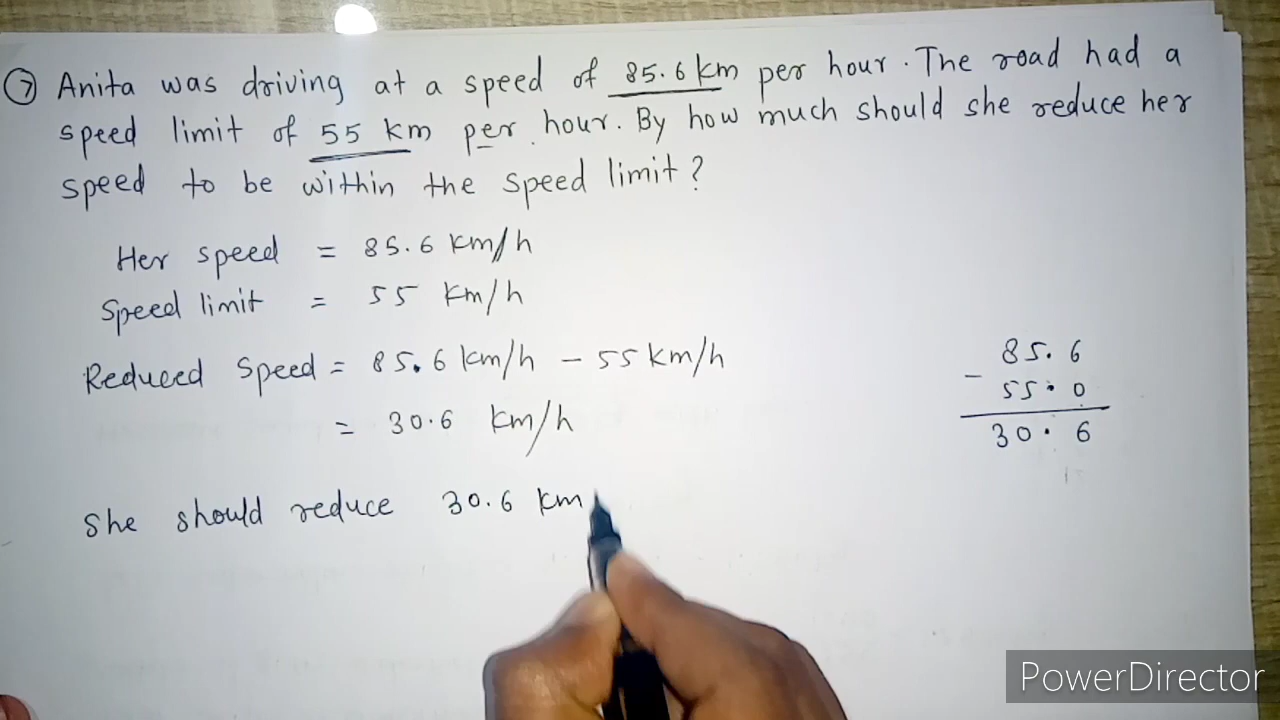 ⑦ Anita was driving at a speed of 85.6 km per hour. The road had a
speed limit of 55 km per hour. By how much should she reduce her
speed to be within the speed limit?
Her speed = 85.6 km/h
Speed limit = 55 km/h
Reduced Speed = 85.6 km/h - 55 km/h
= 30.6 km/h
85.6
- 55.0
30.6
She should reduce 30.6 km
PowerDirector